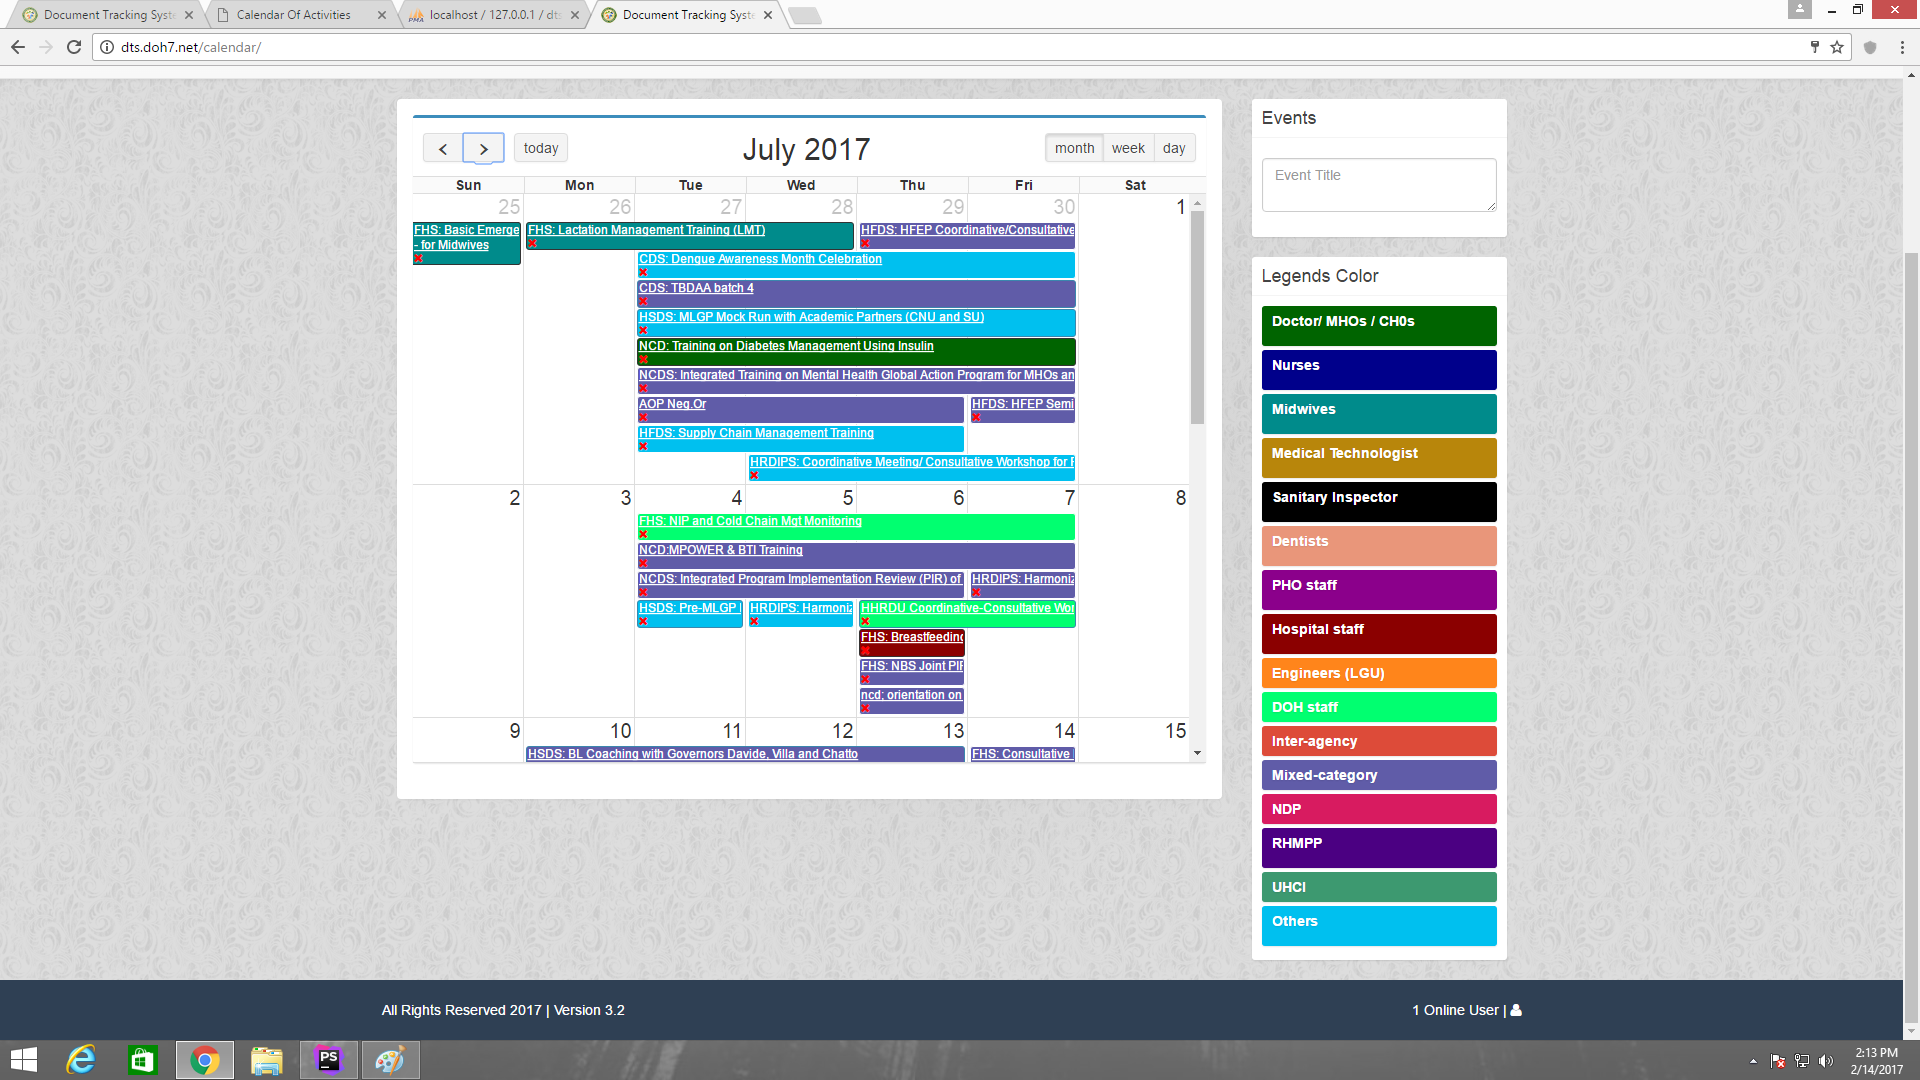 Document Tracking Syste
Calendar Of Activities
localhost / 127.0.0.1 / dts
Document Tracking Syste
dts.doh7.net/calendar/
today
July 2017
month
week
day
Sun Mon Tue Wed Thu Fri Sat
25 26 27 28 29 30 1
FHS: Basic Emerge
- for Midwives
FHS: Lactation Management Training (LMT)
HFDS: HFEP Coordinative/Consultative
CDS: Dengue Awareness Month Celebration
CDS: TBDAA batch 4
HSDS: MLGP Mock Run with Academic Partners (CNU and SU)
NCD: Training on Diabetes Management Using Insulin
NCDS: Integrated Training on Mental Health Global Action Program for MHOs an
AOP Neg.Or
HFDS: HFEP Semi
HFDS: Supply Chain Management Training
HRDIPS: Coordinative Meeting/ Consultative Workshop for
2 3 4 5 6 7 8
FHS: NIP and Cold Chain Mgt Monitoring
NCD:MPOWER & BTI Training
NCDS: Integrated Program Implementation Review (PIR) of
HRDIPS: Harmoniz
HSDS: Pre-MLGP
HRDIPS: Harmoniz
HHRDU Coordinative-Consultative Wor
FHS: Breastfeeding
FHS: NBS Joint PIR
ncd; orientation on
9 10 11 12 13 14 15
HSDS: BL Coaching with Governors Davide, Villa and Chatto
FHS: Consultative
Events
Event Title
Legends Color
Doctor/ MHOs / CH0s
Nurses
Midwives
Medical Technologist
Sanitary Inspector
Dentists
PHO staff
Hospital staff
Engineers (LGU)
DOH staff
Inter-agency
Mixed-category
NDP
RHMPP
UHCI
Others
All Rights Reserved 2017 | Version 3.2
1 Online User |
PS
2:13 PM
2/14/2017